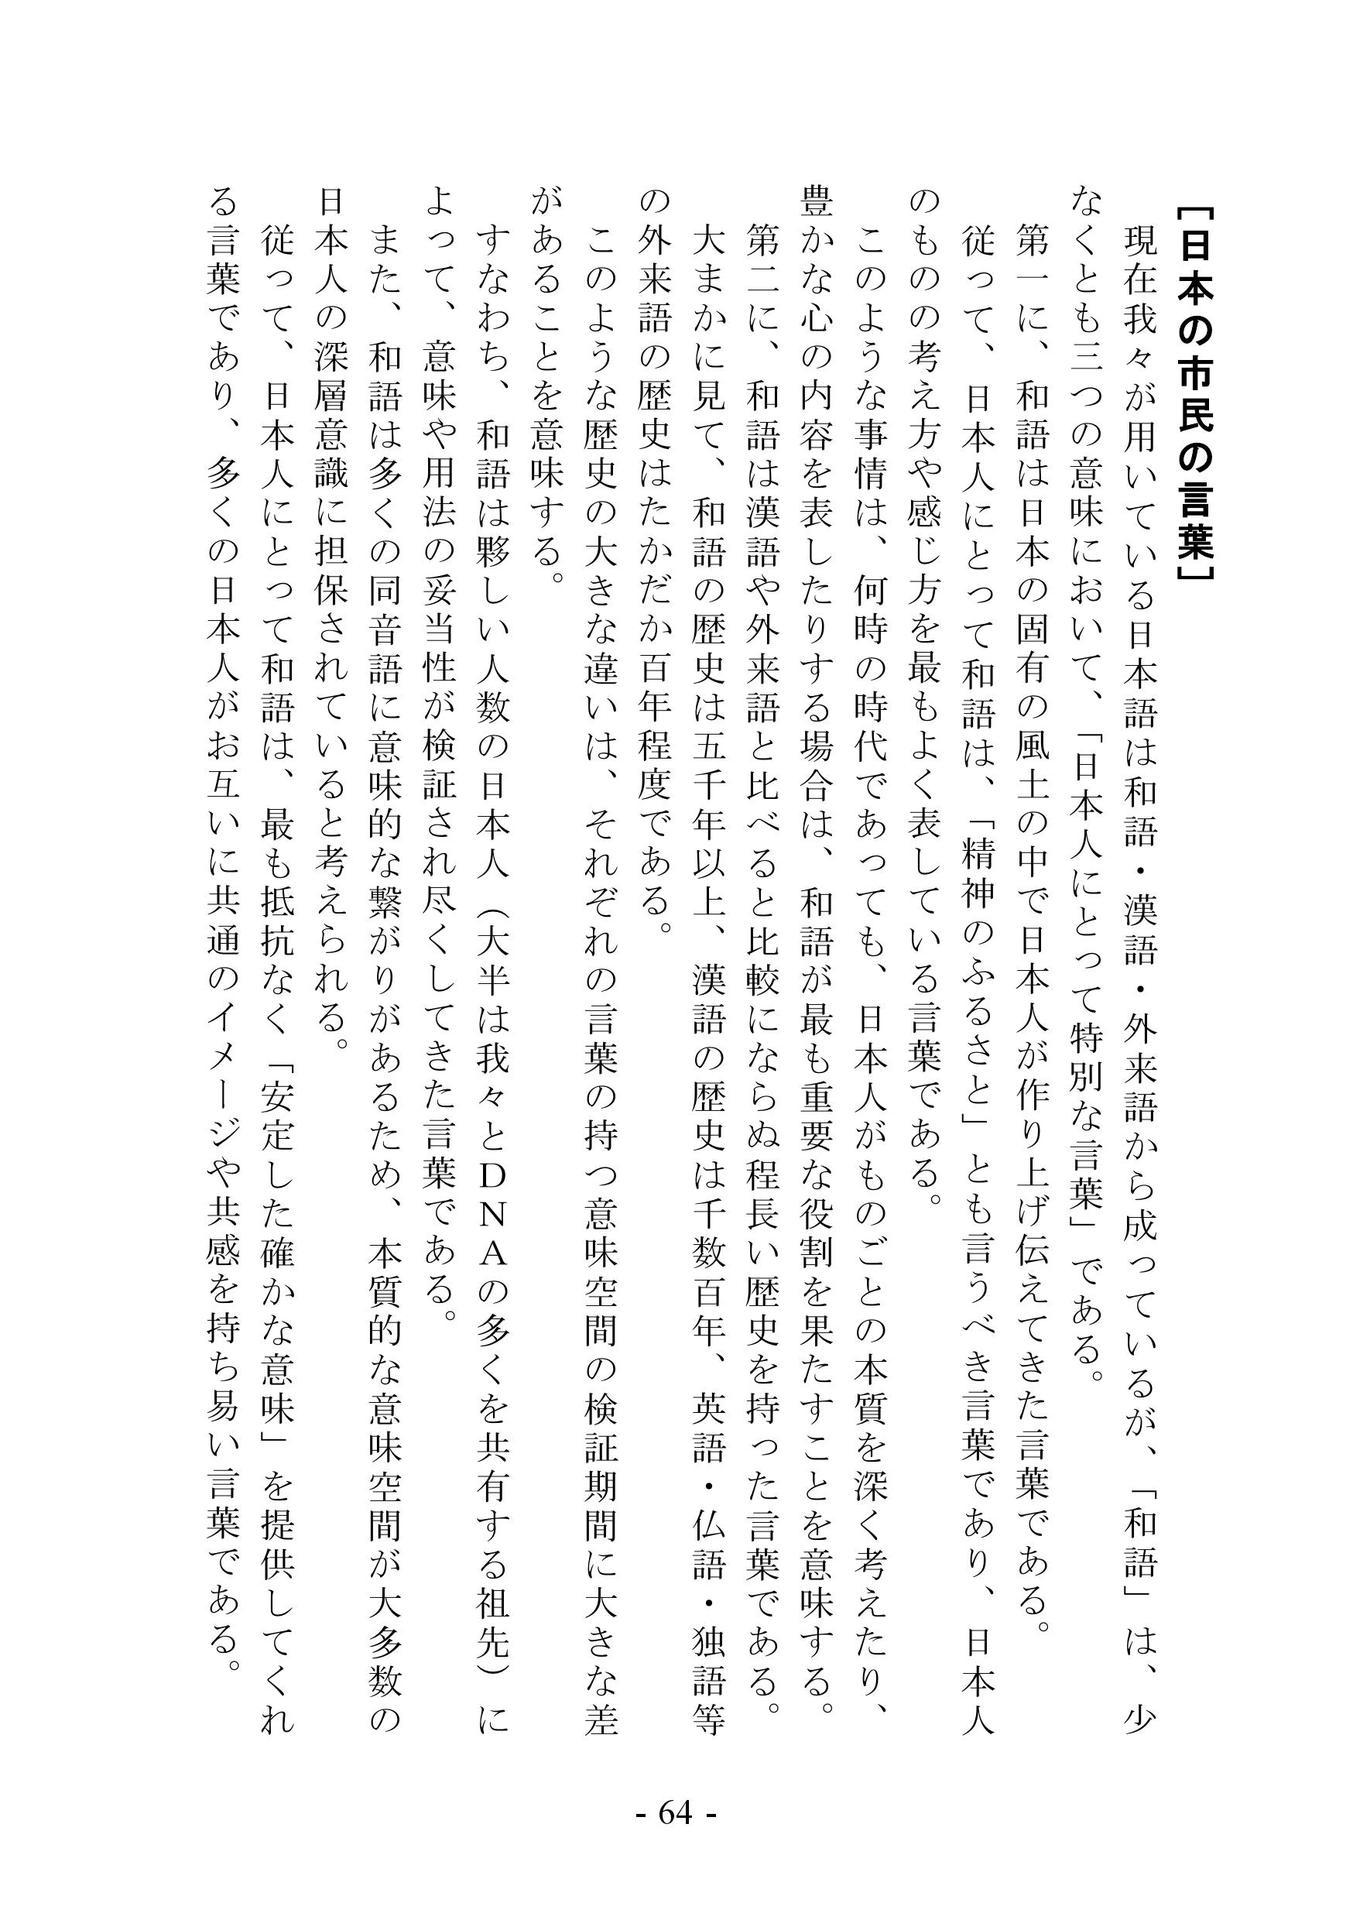 ［日本の市民の言葉］
　現在我々が用いている日本語は和語・漢語・外来語から成っているが、「和語」は、少
なくとも三つの意味において、「日本人にとって特別な言葉」である。
　第一に、和語は日本の固有の風土の中で日本人が作り上げ伝えてきた言葉である。
　従って、日本人にとって和語は、「精神のふるさと」とも言うべき言葉であり、日本人
のものの考え方や感じ方を最もよく表している言葉である。
　このような事情は、何時の時代であっても、日本人がものごとの本質を深く考えたり、
豊かな心の内容を表したりする場合は、和語が最も重要な役割を果たすことを意味する。
　第二に、和語は漢語や外来語と比べると比較にならぬ程長い歴史を持った言葉である。
　大まかに見て、和語の歴史は五千年以上、漢語の歴史は千数百年、英語・仏語・独語等
の外来語の歴史はたかだか百年程度である。
　このような歴史の大きな違いは、それぞれの言葉の持つ意味空間の検証期間に大きな差
があることを意味する。
　すなわち、和語は夥しい人数の日本人（大半は我々とＤＮＡの多くを共有する祖先）に
よって、意味や用法の妥当性が検証され尽くしてきた言葉である。
　また、和語は多くの同音語に意味的な繋がりがあるため、本質的な意味空間が大多数の
日本人の深層意識に担保されていると考えられる。
　従って、日本人にとって和語は、最も抵抗なく「安定した確かな意味」を提供してくれ
る言葉であり、多くの日本人がお互いに共通のイメージや共感を持ち易い言葉である。
- 64 -